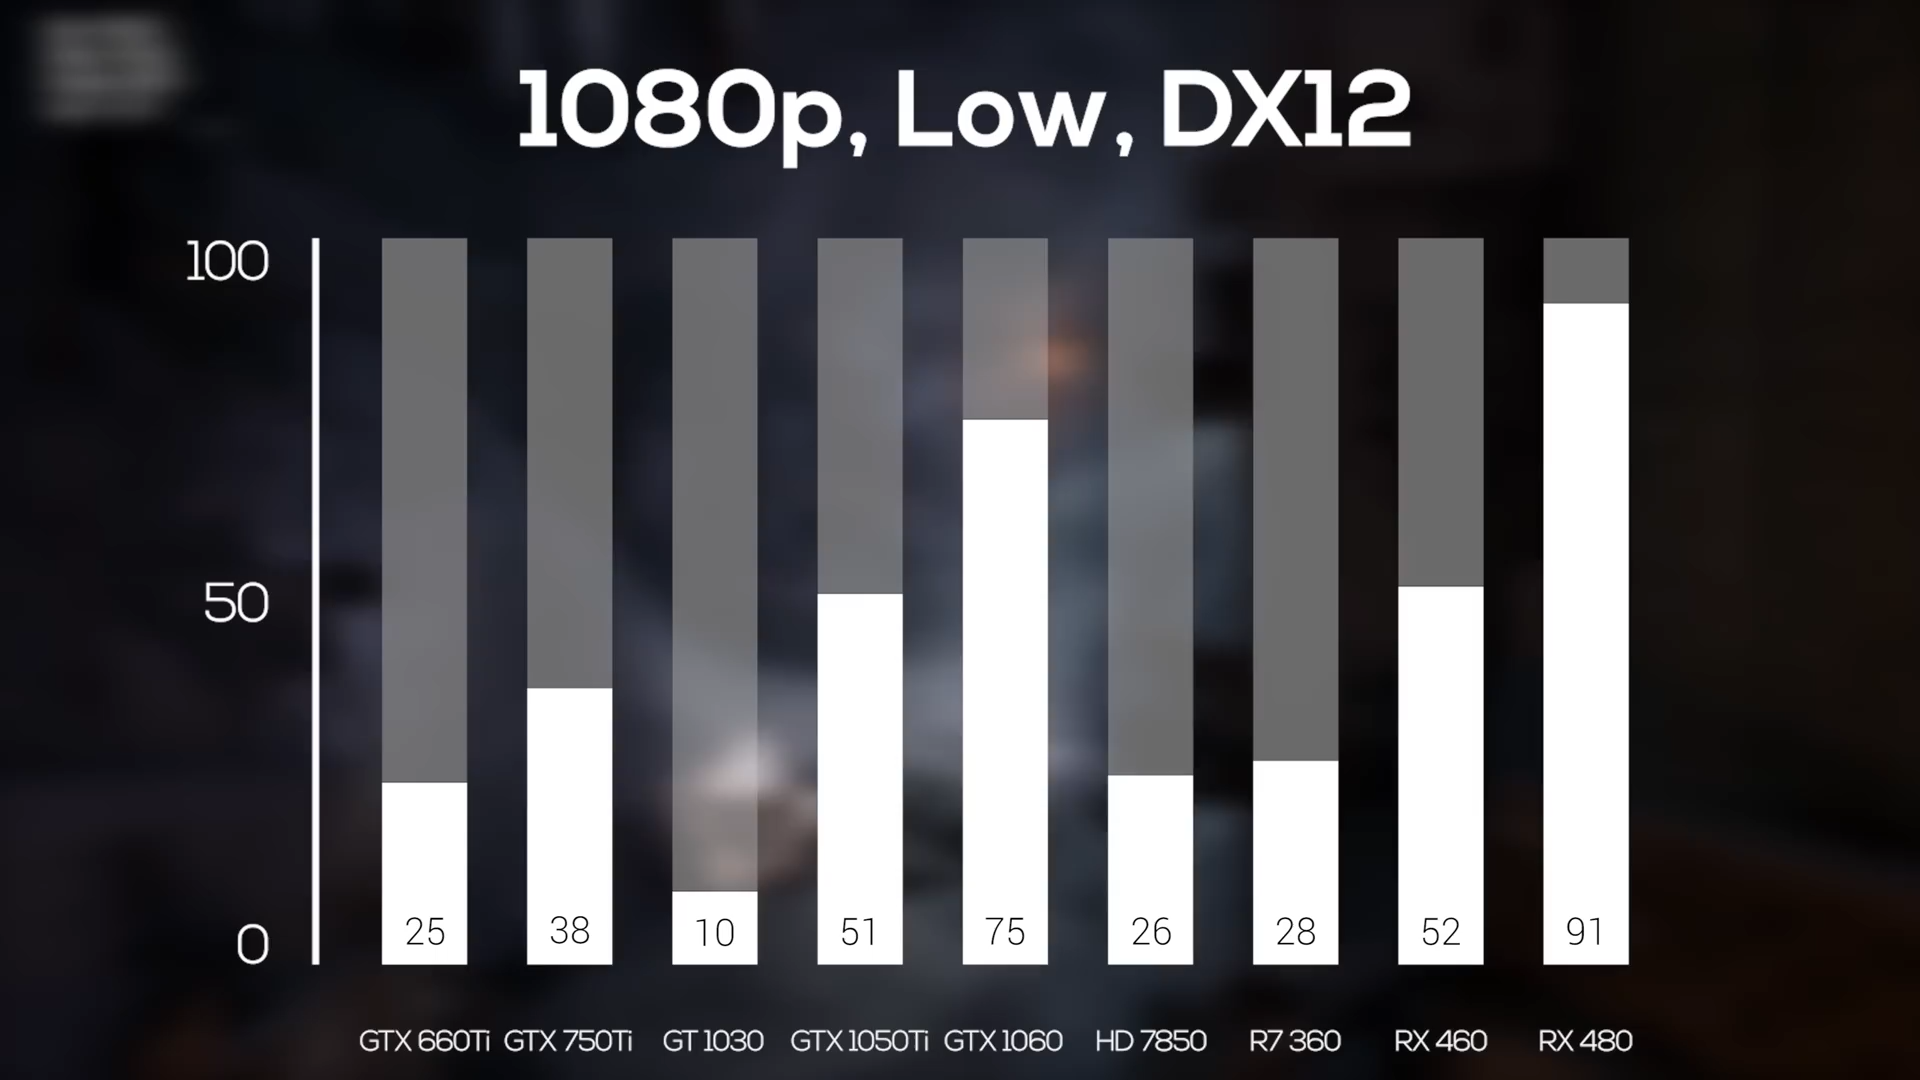 1080p, Low, DX12
100
50
0
25 38 10 51 75 26 28 52 91
GTX 660Ti GTX 750Ti GT 1030 GTX 1050Ti GTX 1060 HD 7850 R7 360 RX 460 RX 480